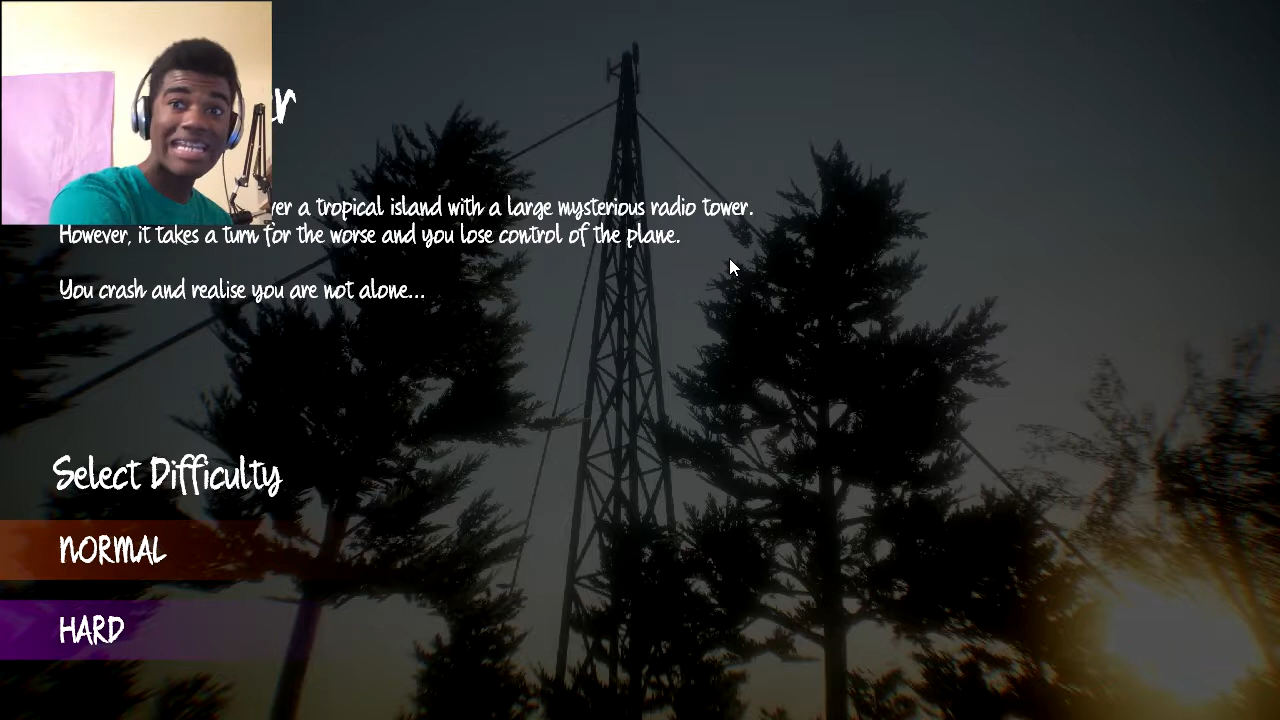 a tropical island with a large mysterious radio tower.
However, it takes a turn for the worse and you lose control of the plane.
You crash and realise you are not alone...
Select Difficulty
NORMAL
HARD